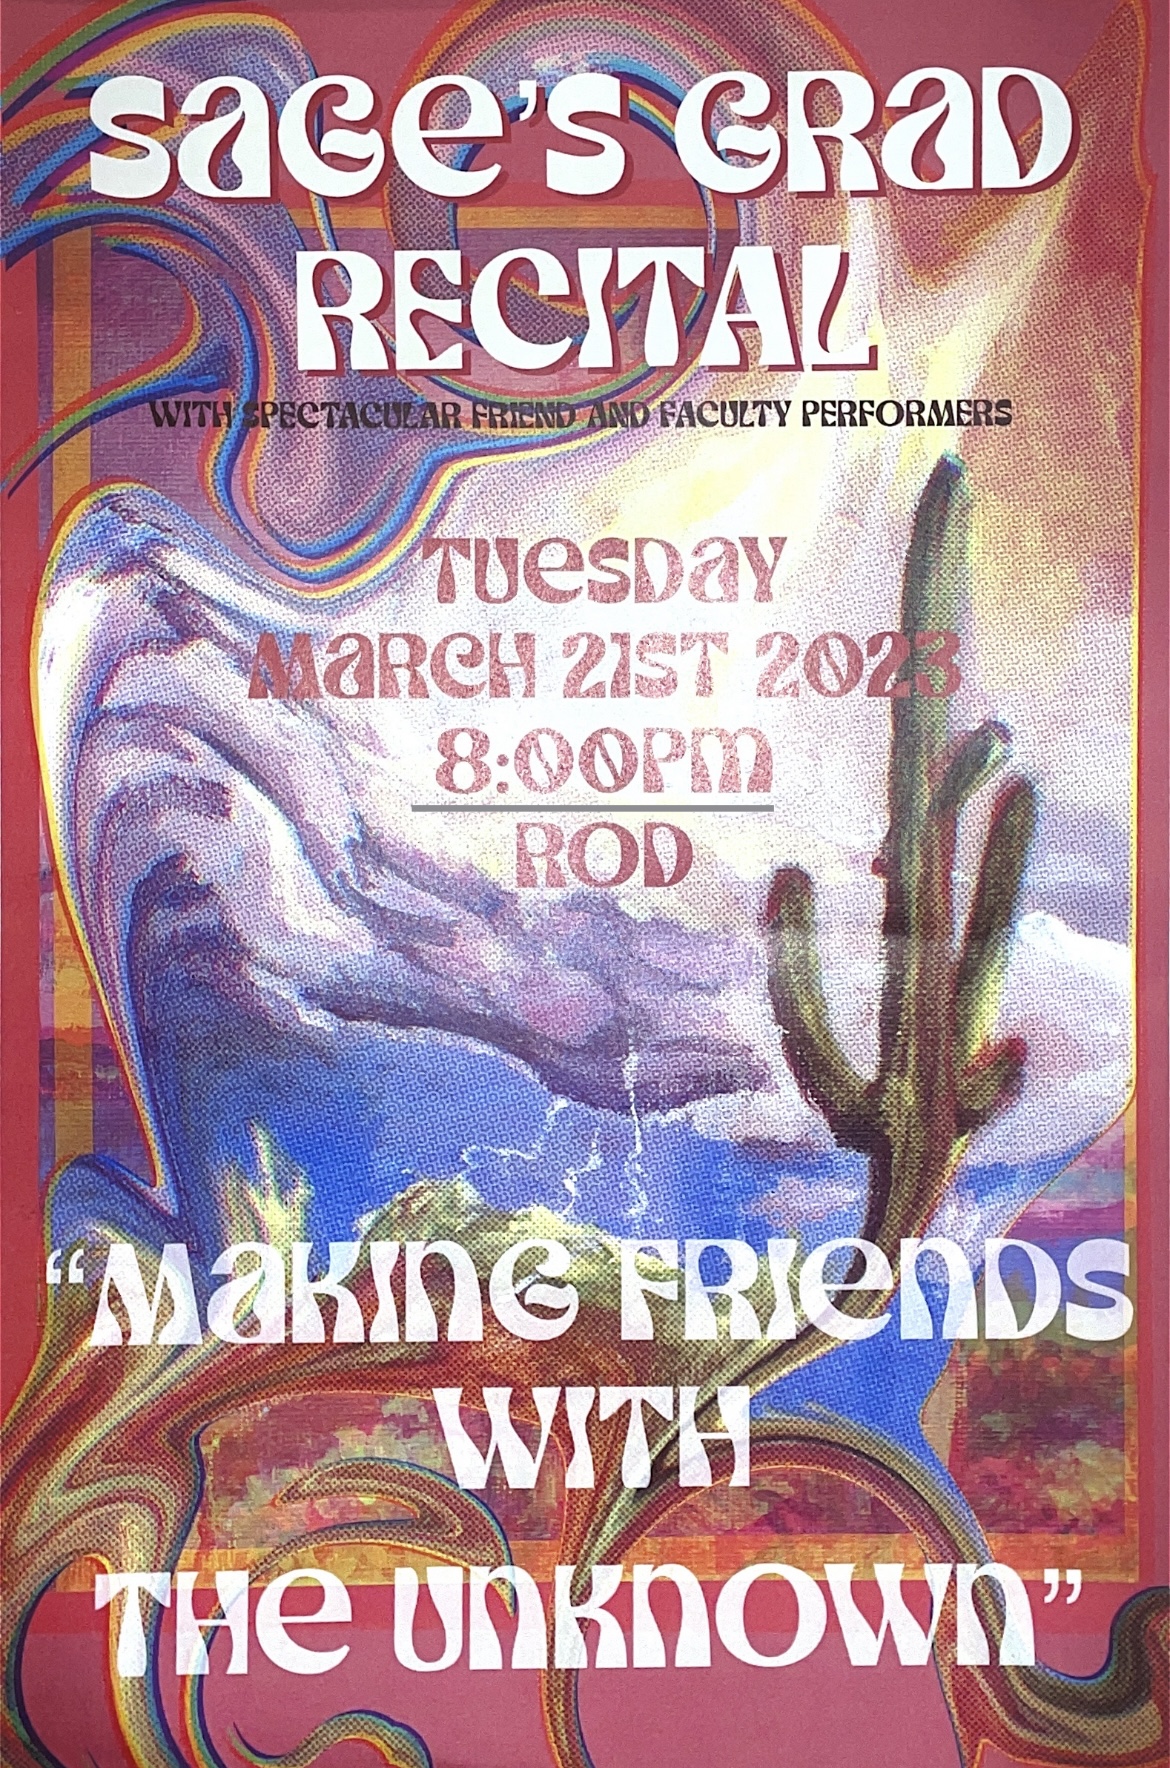 Sage's Grad
Recital
With spectacular friend and faculty performers
Tuesday
March 21st 2023
8:00pm
ROD
"Making Friends
With
The Unknown"